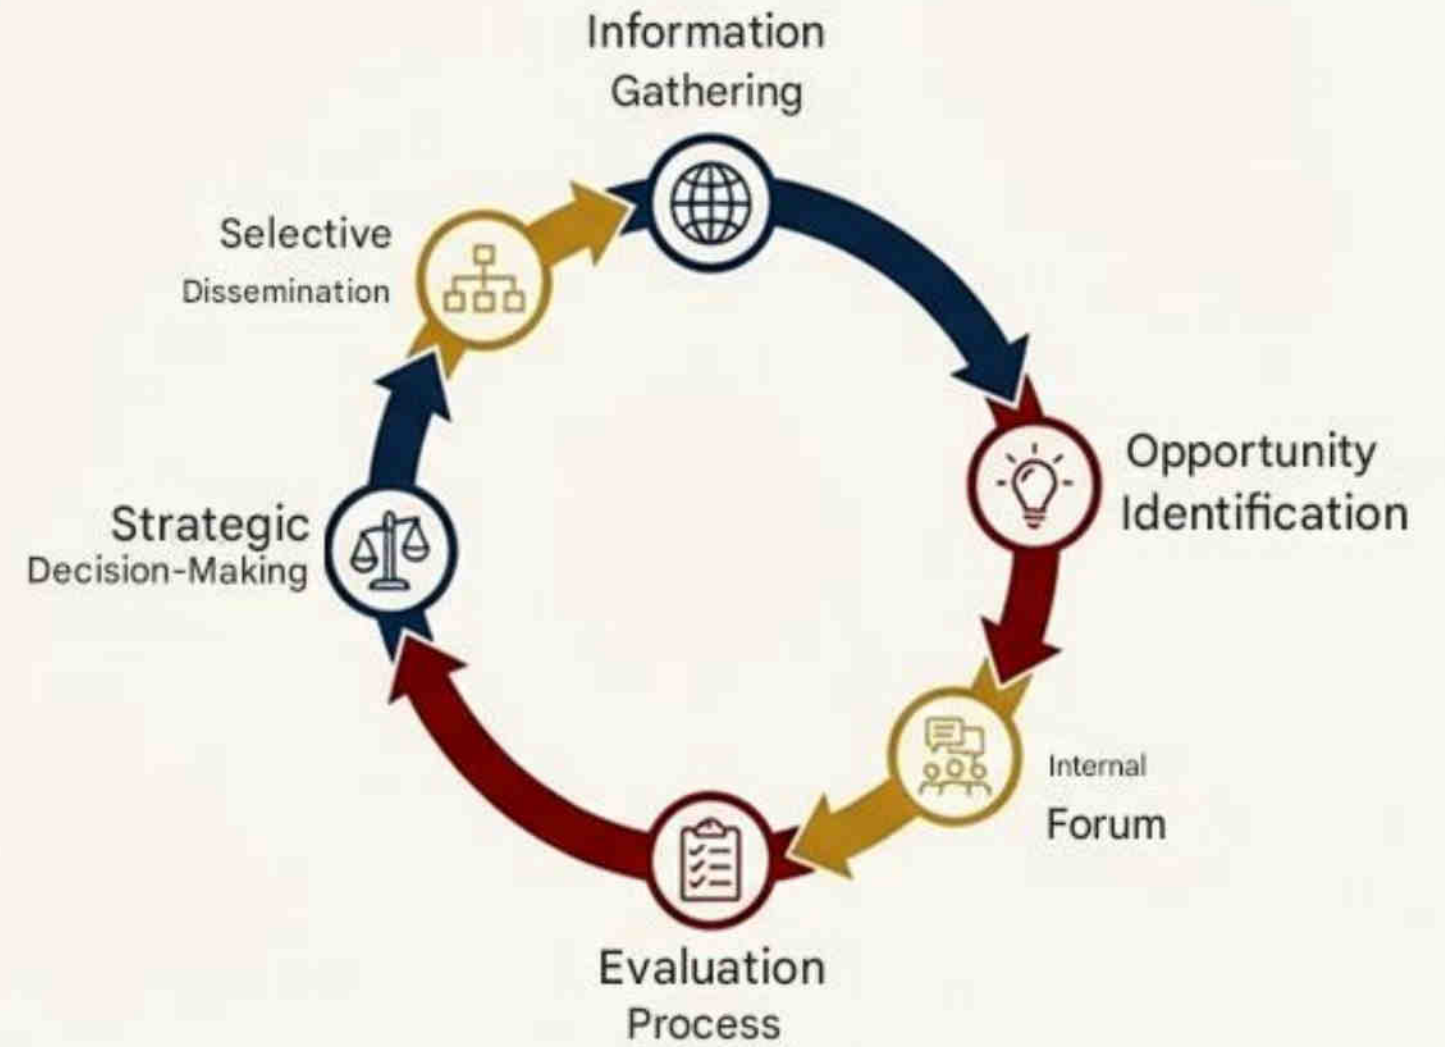 Information
Gathering
Opportunity
Identification
Internal
Forum
Evaluation
Process
Strategic
Decision-Making
Selective
Dissemination